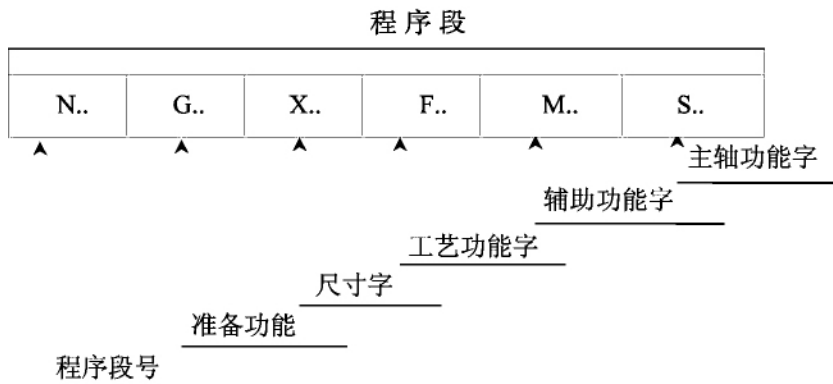 程序段
N.. G.. X.. F.. M.. S..
主轴功能字
辅助功能字
工艺功能字
尺寸字
准备功能
程序段号